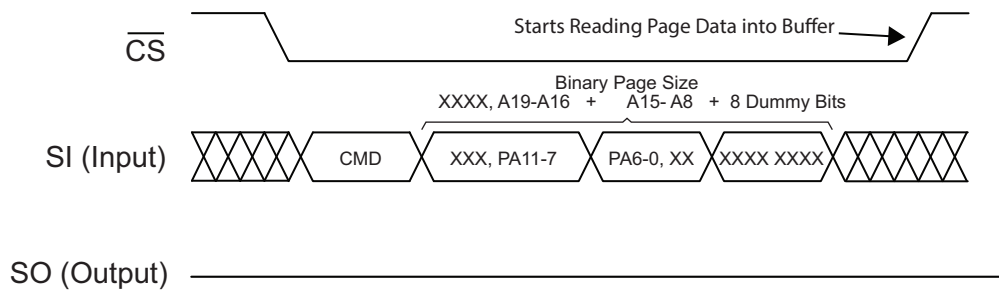 Starts Reading Page Data into Buffer
CS
Binary Page Size
XXXX, A19-A16 + A15- A8 + 8 Dummy Bits
SI (Input) CMD XXX, PA11-7 PA6-0, XX XXXX XXXX
SO (Output)